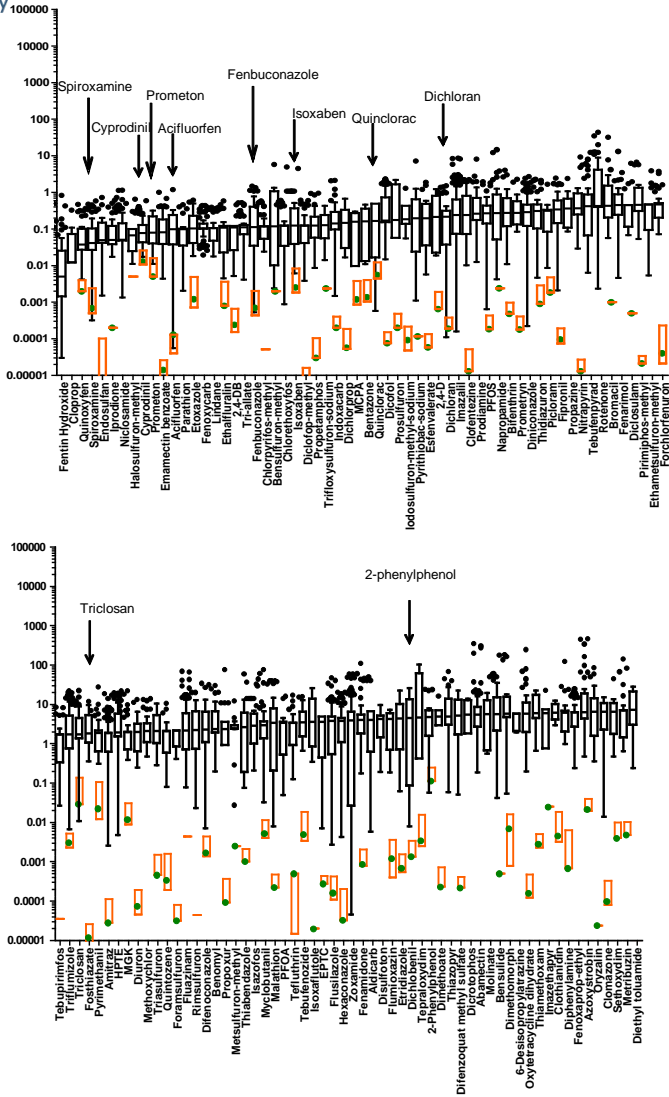 y
100000
10000
1000
100
10
1
0.1
0.01
0.001
0.0001
0.00001
Fenbuconazole
Spiroxamine
Prometon
Dichloran
Isoxaben
Quinclorac
Cyprodinil
Acifluorfen
Fentin Hydroxide
Clopop
Quinoxyfen
Spiroxamine
Endosulfan
Iprodione
Niclosamide
Halosulfuron-methyl
Cyprodinil
Prometon
Emamectin benzoate
Acifluorfen
Parathion
Etoxazole
Fenoxycarb
Lindane
Ethalfluralin
2,4-DB
Tri-allate
Fenbuconazole
Chlorpyrifos-methyl
Bensulfuron-methyl
Chlorethoxyfos
Isoxaben
Diclofop-methyl
Propetamphos
Trifloxysulfuron-sodium
Indoxacarb
Dichlorprop
MCPA
Bentazone
Quinclorac
Dicofol
Prosulfuron
Iodosulfuron-methyl-sodium
Pyrithiobac-sodium
Esfenvalerate
2,4-D
Dichloran
Imazalil
Clofentezine
Prodiamine
PFOS
Napropamide
Bifenthrin
Prometryn
Diniconazole
Thidiazuron
Picloram
Fipronil
Propazine
Nitrapyrin
Tebufenpyrad
Rotenone
Bromacil
Fenarimol
Diclosulam
Pirimiphos-methyl
Ethametsulfuron-methyl
Forchlorfenuron
100000
10000
1000
100
10
1
0.1
0.01
0.001
0.0001
0.00001
2-phenylphenol
Triclosan
Tebupirimfos
Triflumizole
Triclosan
Fosthiazate
Pyrimethanil
Amitraz
HPTE
MGK
Diuron
Methoxychlor
Triasulfuron
Quintozene
Forasulfuron
Fluazinam
Rimsulfuron
Difenoconazole
Benomyl
Propoxur
Metsulfuron-methyl
Thiabendazole
Isazofos
Myclobutanil
Malathion
PFOA
Tefluthrin
Tebufenozide
Isoxaflutole
EPTC
Flusilazole
Hexaconazole
Zoxamide
Fenamidone
Aldicarb
Disulfoton
Flumioxin
Etridiazole
Dichlobenil
Tepraloxydim
2-Phenylphenol
Dimethoate
Thiazopyr
Difenzoquat metyl sulfate
Dicrotophos
Abamectin
Molinate
Bensulide
Dimethomorph
6-Desisopropylatrazine
Oxytetracycline dihydrate
Thiamethoxam
Imazethapyr
Clothianidin
Diphenylamine
Fenoxaprop-ethyl
Azoxystrobin
Oryzalin
Clomazone
Sethoxydim
Metribuzin
Diethyl toluamide